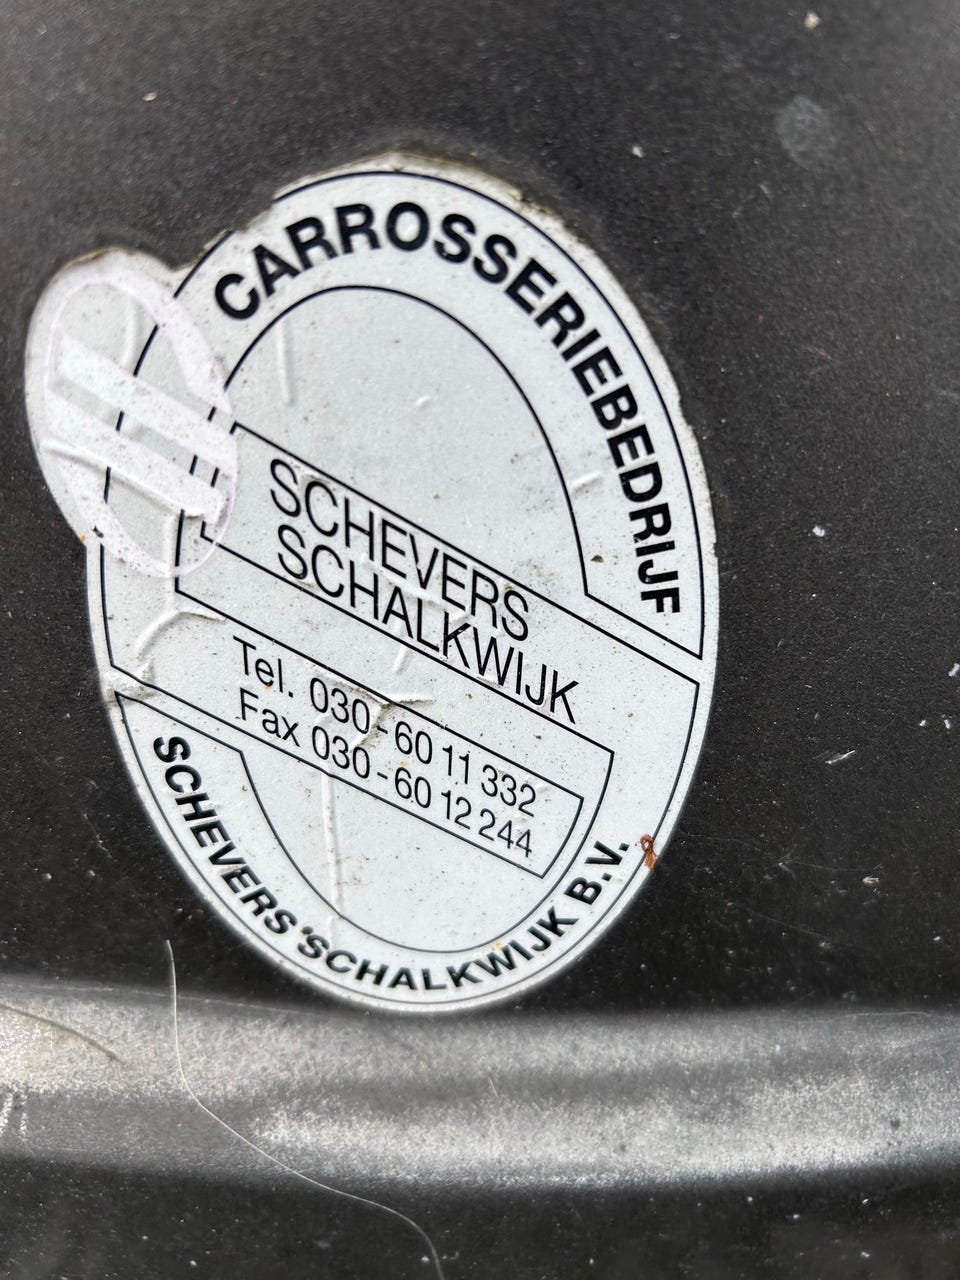 CARROSSERIEBEDRIJF
SCHEVERS
SCHALKWIJK
Tel. 030-60 11 332
Fax 030-60 12 244
SCHEVERS SCHALKWIJK B.V.